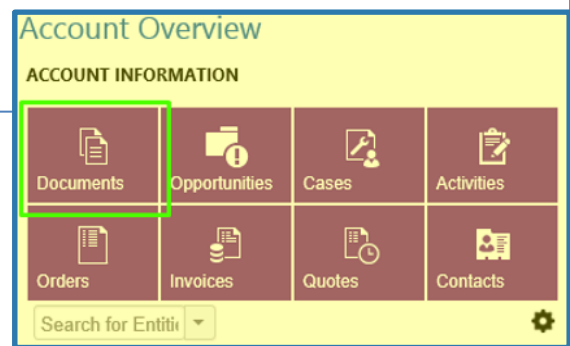 Account Overview
ACCOUNT INFORMATION
Documents Opportunities Cases Activities
Orders Invoices Quotes Contacts
Search for Entiti